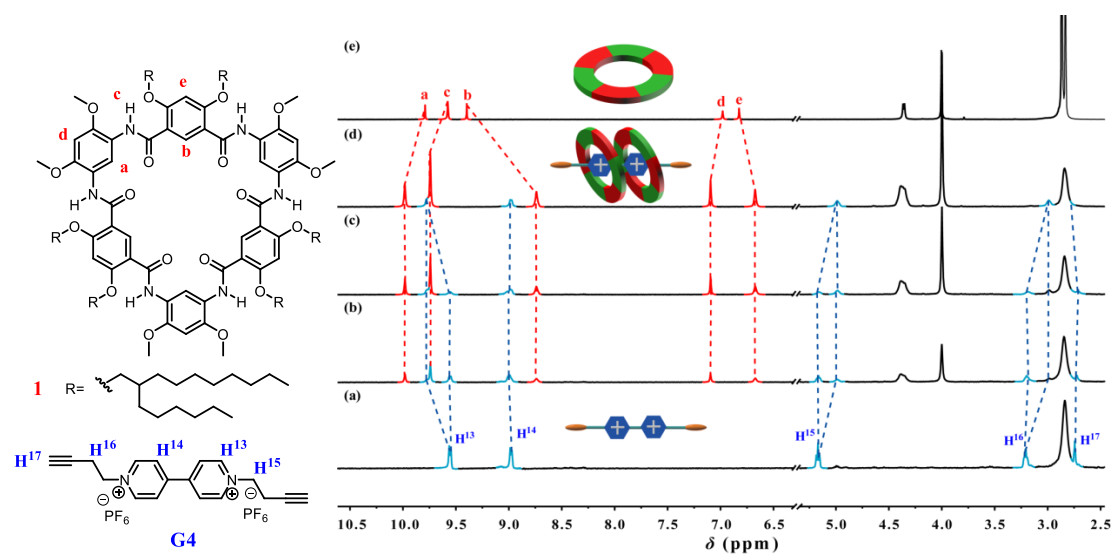 R R
c e
H O O H
O N N O
d O O O
O b O
a
N H H N
O O
R O O R
O O
O O
R N H H N R
O O
O O
1 R=
H16 H14 H13
H17 N ⊕ N ⊕ H15
⊖ PF6 ⊖ PF6
G4
(e)
a c b d e
(d)
(c)
(b)
(a)
H13 H14 H15 H16 H17
10.5 10.0 9.5 9.0 8.5 8.0 7.5 7.0 6.5 5.0 4.5 4.0 3.5 3.0 2.5
δ (ppm)